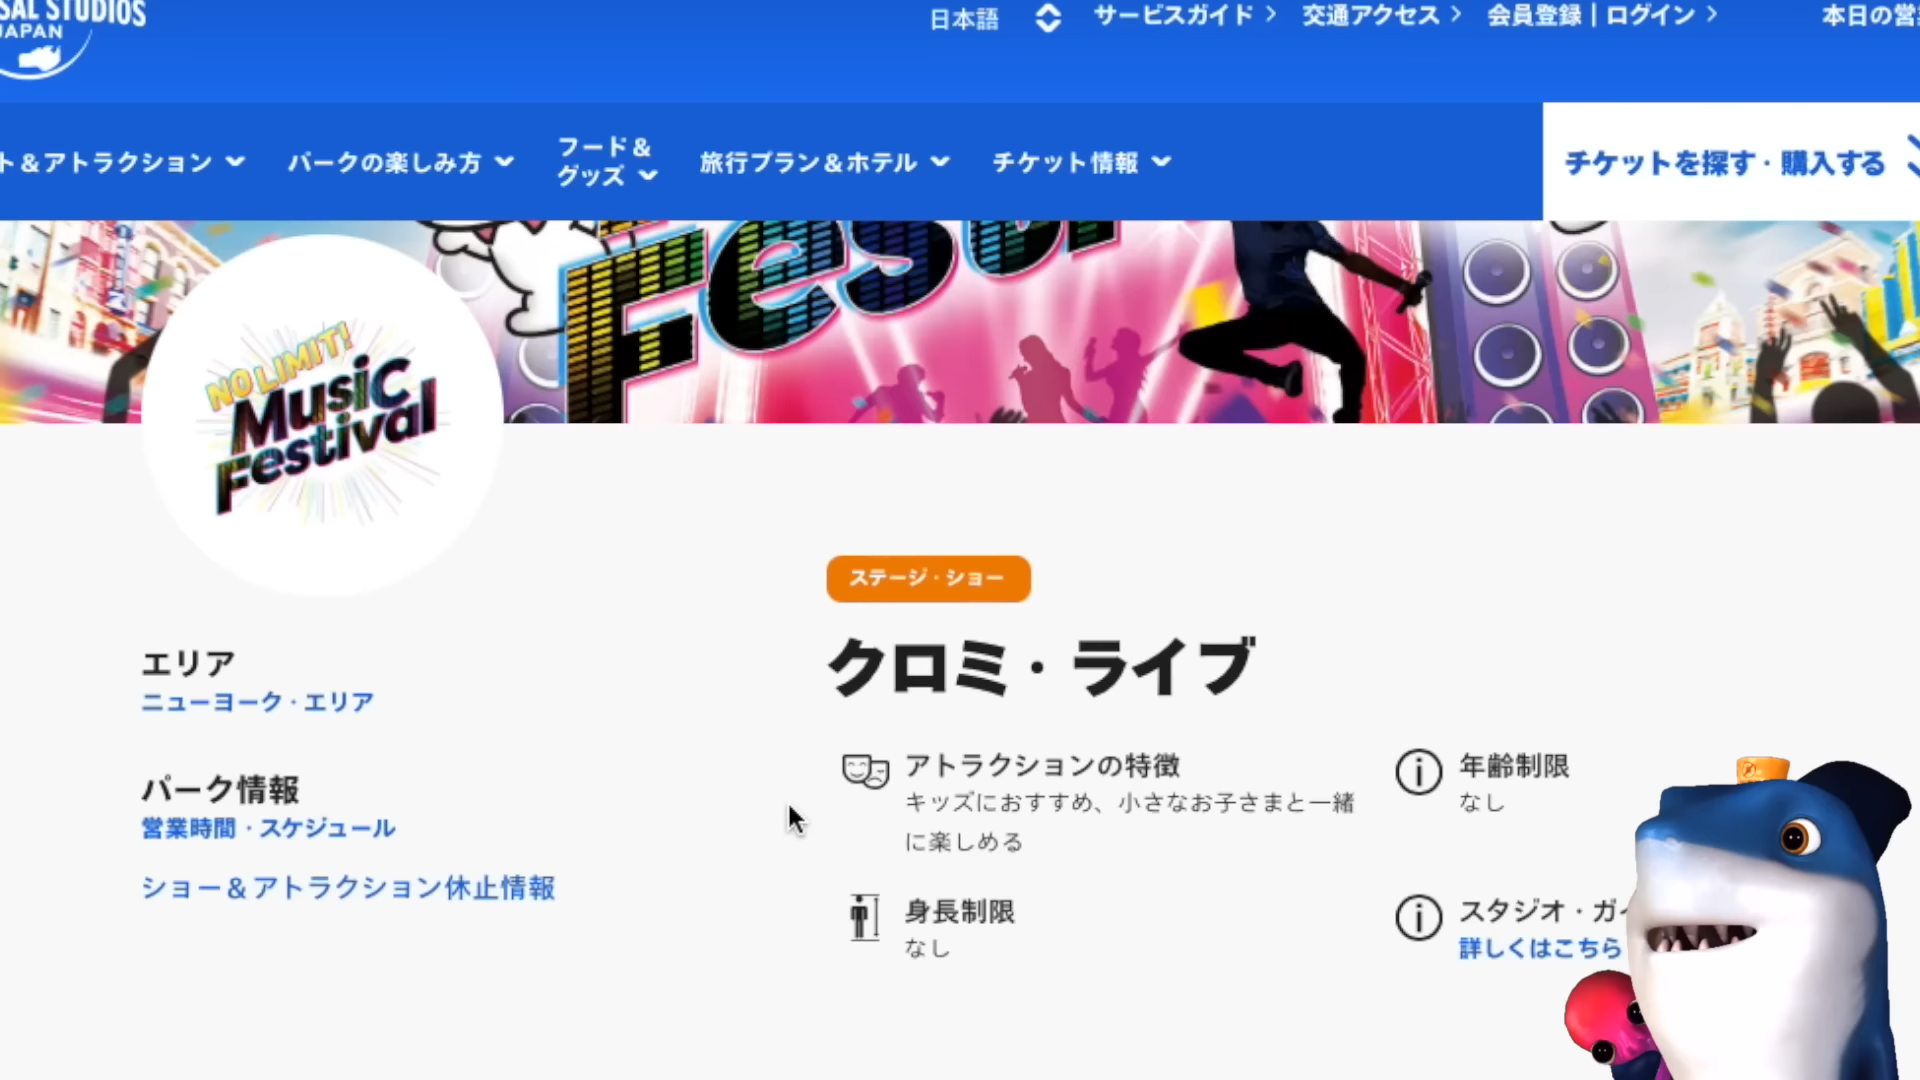 SAL STUDIOS
JAPAN
日本語
サービスガイド
交通アクセス
会員登録|ログイン
本日の営
ト&アトラクション
パークの楽しみ方
フード&
グッズ
旅行プラン&ホテル
チケット情報
チケットを探す・購入する
NO LIMIT!
Music
Festival
ステージ・ショー
クロミ・ライブ
エリア
ニューヨーク・エリア
パーク情報
営業時間・スケジュール
ショー&アトラクション休止情報
アトラクションの特徴
キッズにおすすめ、小さなお子さまと一緒
に楽しめる
年齢制限
なし
身長制限
なし
スタジオ・ガイ
詳しくはこちら